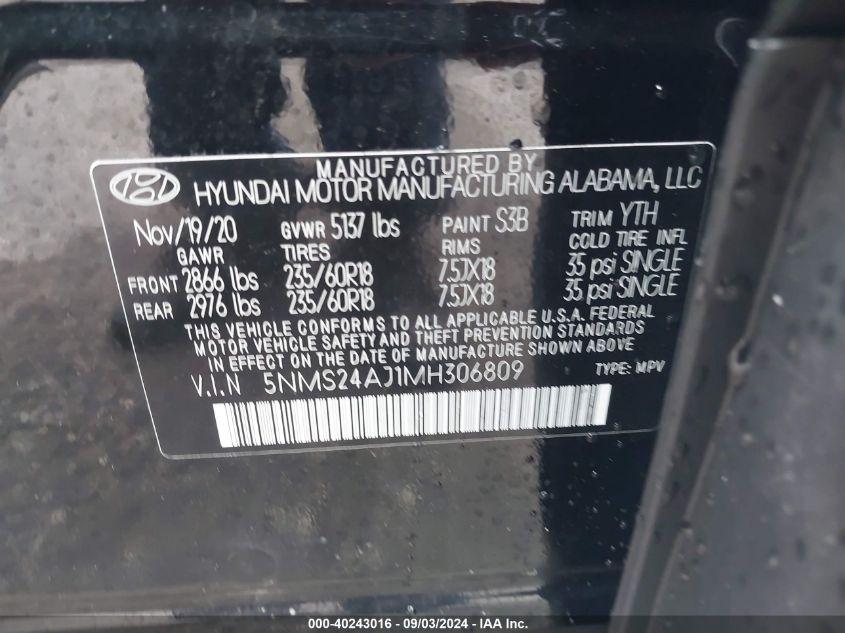 MANUFACTURED BY
HYUNDAI MOTOR MANUFACTURING ALABAMA, LLC
Nov/19/20 GVWR 5137 lbs PAINT S3B TRIM YTH
GAWR TIRES RIMS COLD TIRE INFL
FRONT 2866 lbs 235/60R18 7.5JX18 35 psi SINGLE
REAR 2976 lbs 235/60R18 7.5JX18 35 psi SINGLE
THIS VEHICLE CONFORMS TO ALL APPLICABLE U.S.A. FEDERAL
MOTOR VEHICLE SAFETY AND THEFT PREVENTION STANDARDS
IN EFFECT ON THE DATE OF MANUFACTURE SHOWN ABOVE
V.I.N 5NMS24AJ1MH306809 TYPE: MPV
000-40243016 - 09/03/2024 - IAA Inc.